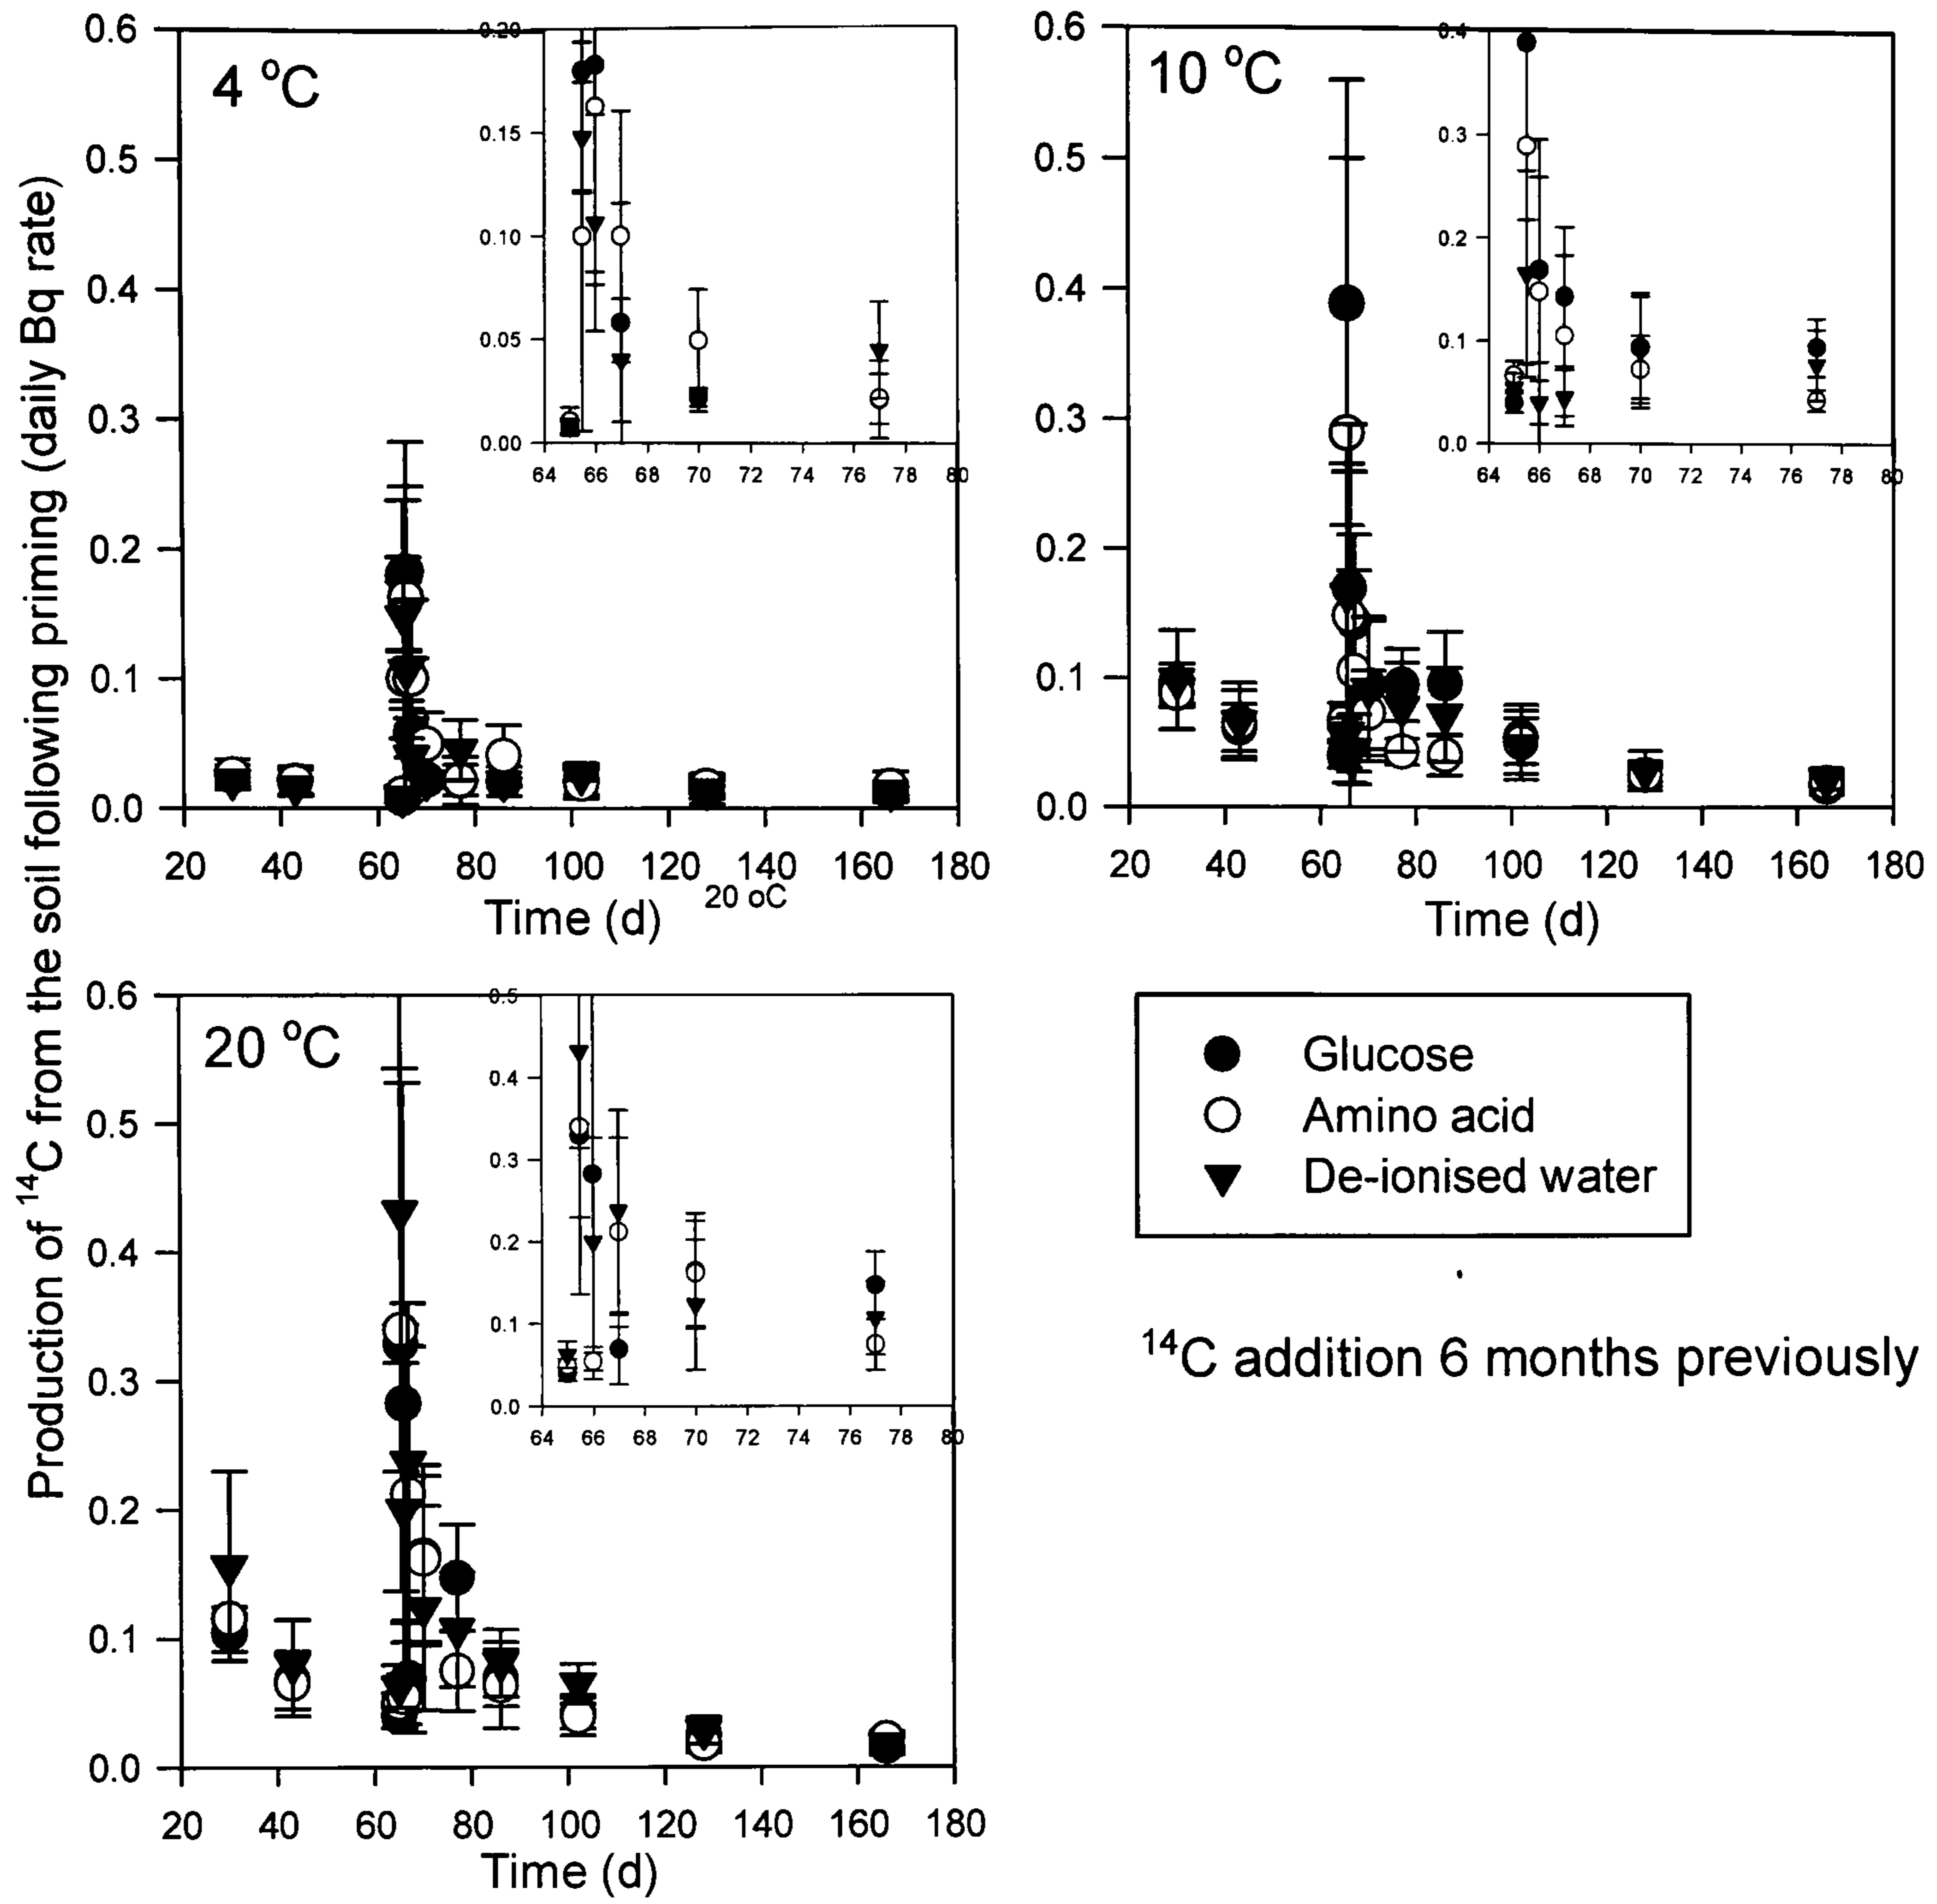 Production of ¹⁴C from the soil following priming (daily Bq rate)
4 °C
0.6
0.5
0.4
0.3
0.2
0.1
0.0
20 40 60 80 100 120 140 160 180
Time (d)
20 oC
0.20
0.15
0.10
0.05
0.00
64 66 68 70 72 74 76 78 80
10 °C
0.6
0.5
0.4
0.3
0.2
0.1
0.0
20 40 60 80 100 120 140 160 180
Time (d)
0.4
0.3
0.2
0.1
0.0
64 66 68 70 72 74 76 78 80
20 °C
0.6
0.5
0.4
0.3
0.2
0.1
0.0
20 40 60 80 100 120 140 160 180
Time (d)
0.5
0.4
0.3
0.2
0.1
0.0
64 66 68 70 72 74 76 78 80
Glucose
Amino acid
De-ionised water
¹⁴C addition 6 months previously